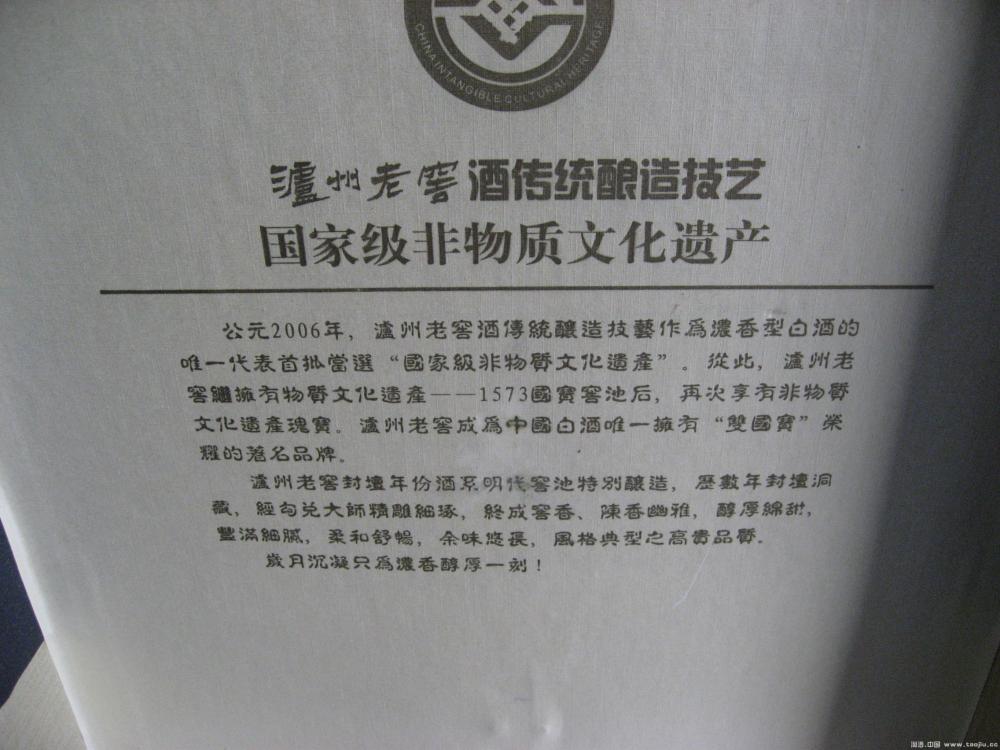 CHINA INTANGIBLE CULTURAL HERITAGE
瀘州老窖酒传统酿造技艺
国家级非物质文化遗产
公元2006年，瀘州老窖酒傳統釀造技藝作爲濃香型白酒的
唯一代表首批當選“國家級非物質文化遺產”。從此，瀘州老
窖繼擁有物質文化遺產——1573國寶窖池后，再次享有非物質
文化遺產瑰寶。瀘州老窖成爲中國白酒唯一擁有“雙國寶”榮
耀的著名品牌。
瀘州老窖封壇年份酒系明代窖池特別釀造，歷數年封壇洞
藏，經勾兌大師精雕細琢，終成窖香、陳香幽雅，醇厚綿甜，
豐滿細膩，柔和舒暢，余味悠長，風格典型之高貴品質。
歲月沉凝只爲濃香醇厚一刻！
淘酒.中国 www.taojiu.cc